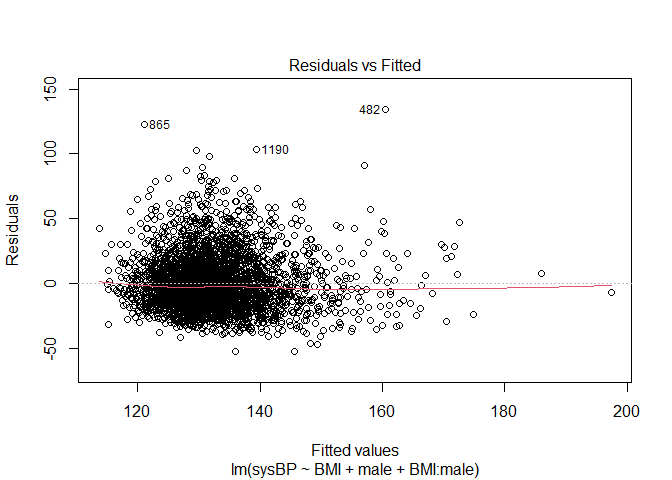 Residuals vs Fitted
Residuals
150
100
50
0
-50
482
865
1190
120 140 160 180 200
Fitted values
lm(sysBP ~ BMI + male + BMI:male)